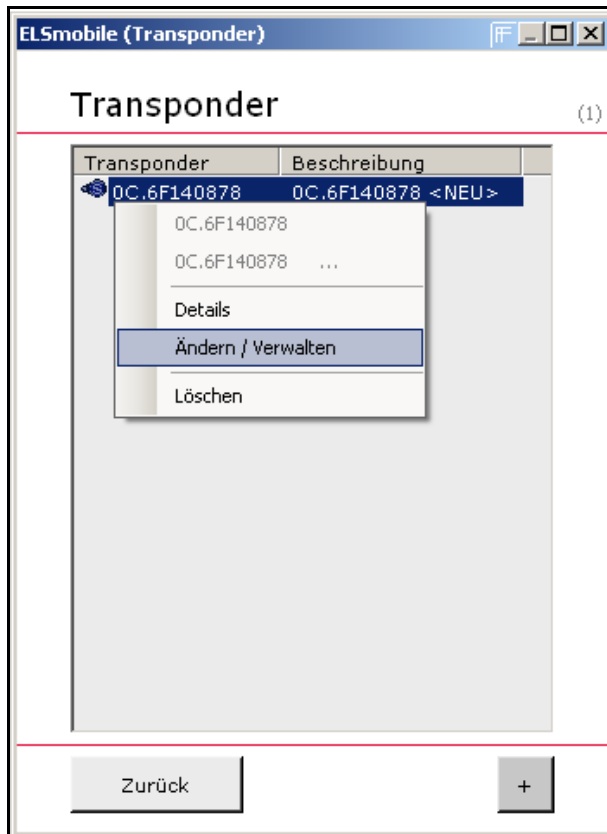 ELSmobile (Transponder)
Transponder
(1)
Transponder Beschreibung
0C.6F140878 0C.6F140878 <NEU>
0C.6F140878
0C.6F140878 ...
Details
Ändern / Verwalten
Löschen
Zurück +